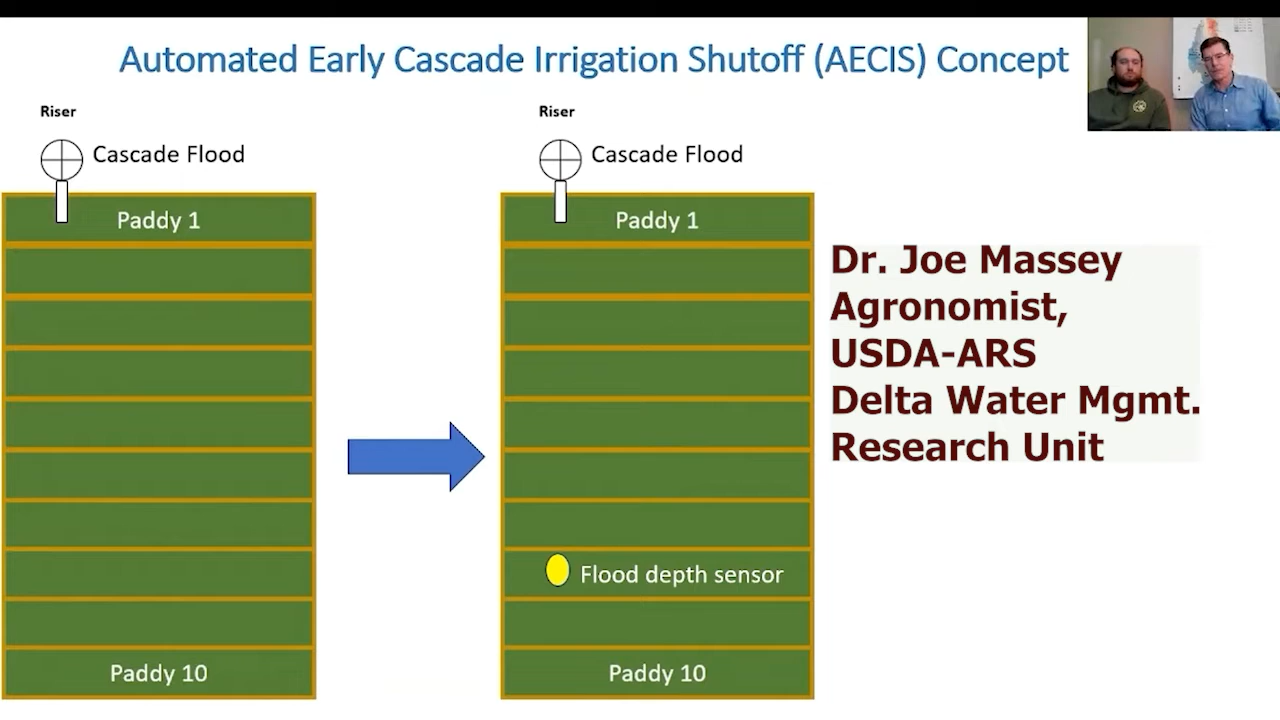 Automated Early Cascade Irrigation Shutoff (AECIS) Concept
Riser
Cascade Flood
Paddy 1
Paddy 10
Riser
Cascade Flood
Paddy 1
Flood depth sensor
Paddy 10
Dr. Joe Massey
Agronomist,
USDA-ARS
Delta Water Mgmt.
Research Unit